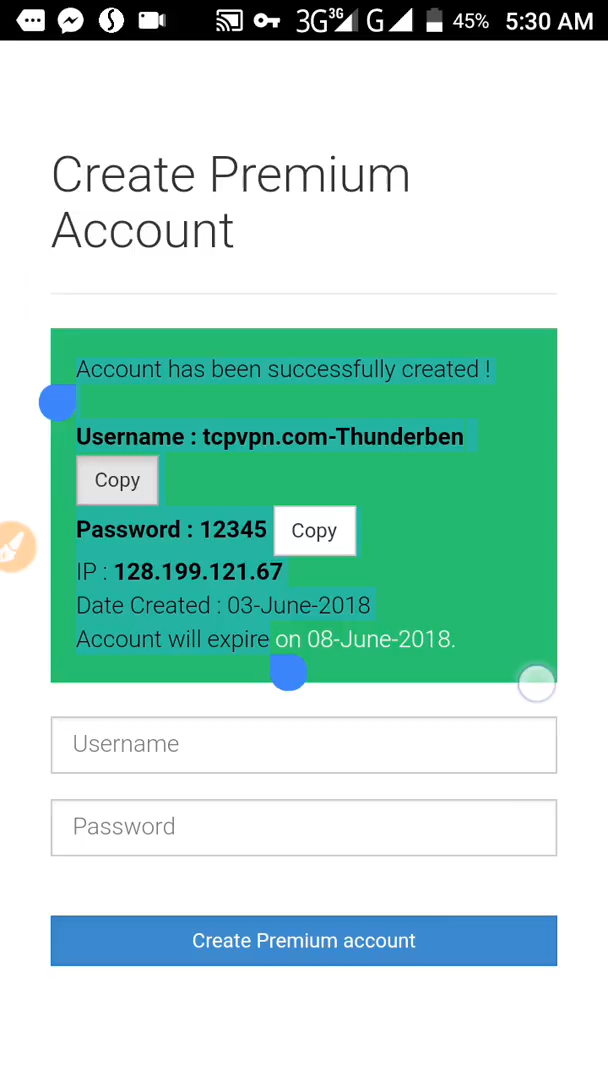 3G 3G G 45% 5:30 AM
Create Premium
Account
Account has been successfully created !
Username : tcpvpn.com-Thunderben
Copy
Password : 12345 Copy
IP : 128.199.121.67
Date Created : 03-June-2018
Account will expire on 08-June-2018.
Username
Password
Create Premium account